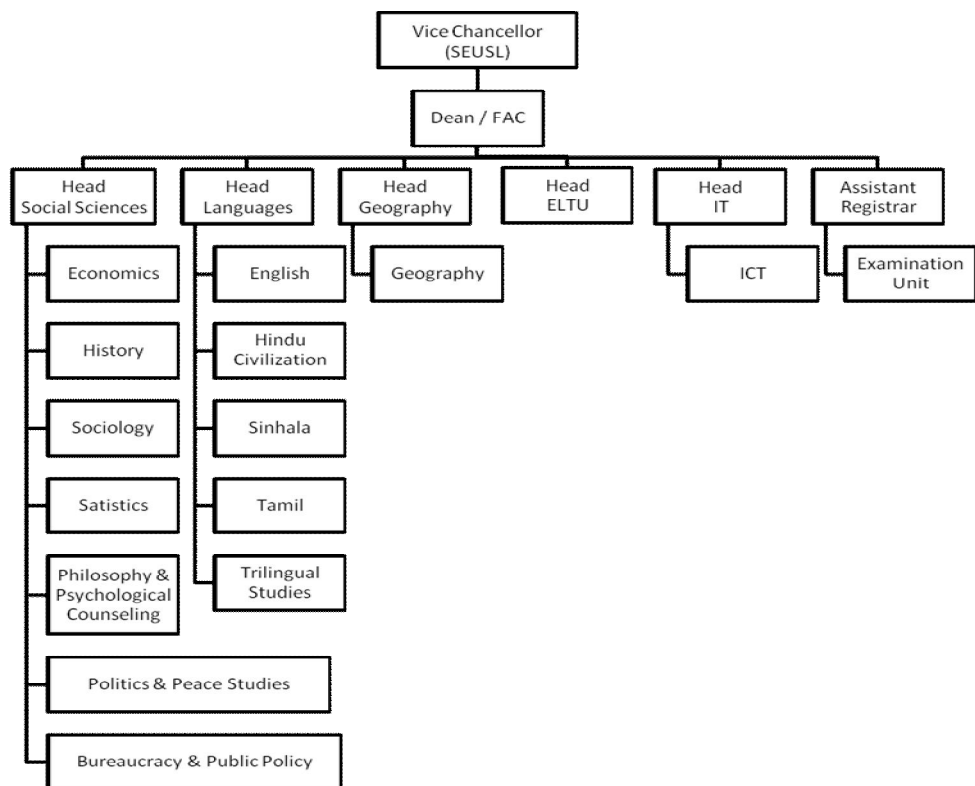 Vice Chancellor
(SEUSL)
Dean / FAC
Head
Social Sciences
Head
Languages
Head
Geography
Head
ELTU
Head
IT
Assistant
Registrar
Economics
English
Geography
ICT
Examination
Unit
History
Hindu
Civilization
Sociology
Sinhala
Satistics
Tamil
Philosophy &
Psychological
Counseling
Trilingual
Studies
Politics & Peace Studies
Bureaucracy & Public Policy